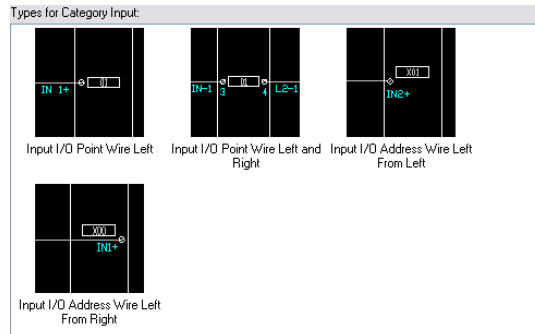 Types for Category Input:
01
IN 1+
Input I/O Point Wire Left
01
IN-1 3 4 L2-1
Input I/O Point Wire Left and
Right
X01
IN2+
Input I/O Address Wire Left
From Left
X00
IN1+
Input I/O Address Wire Left
From Right